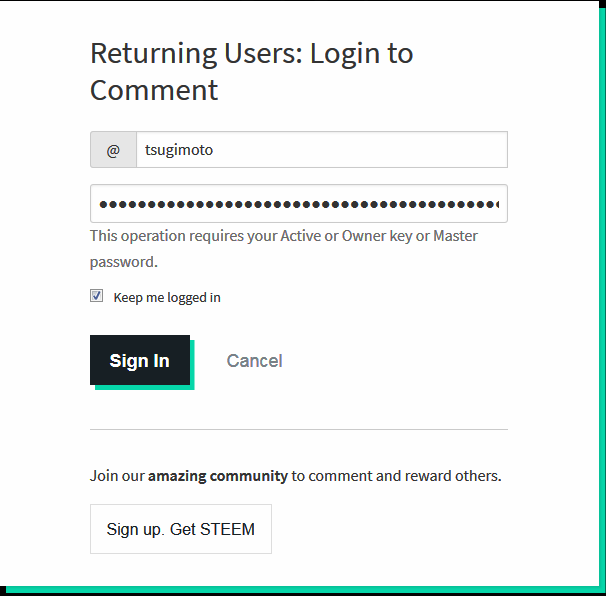 Returning Users: Login to
Comment
@ tsugimoto
●●●●●●●●●●●●●●●●●●●●●●●●●●●●●●●●●●●●●●●●●●
This operation requires your Active or Owner key or Master
password.
Keep me logged in
Sign In Cancel
Join our amazing community to comment and reward others.
Sign up. Get STEEM